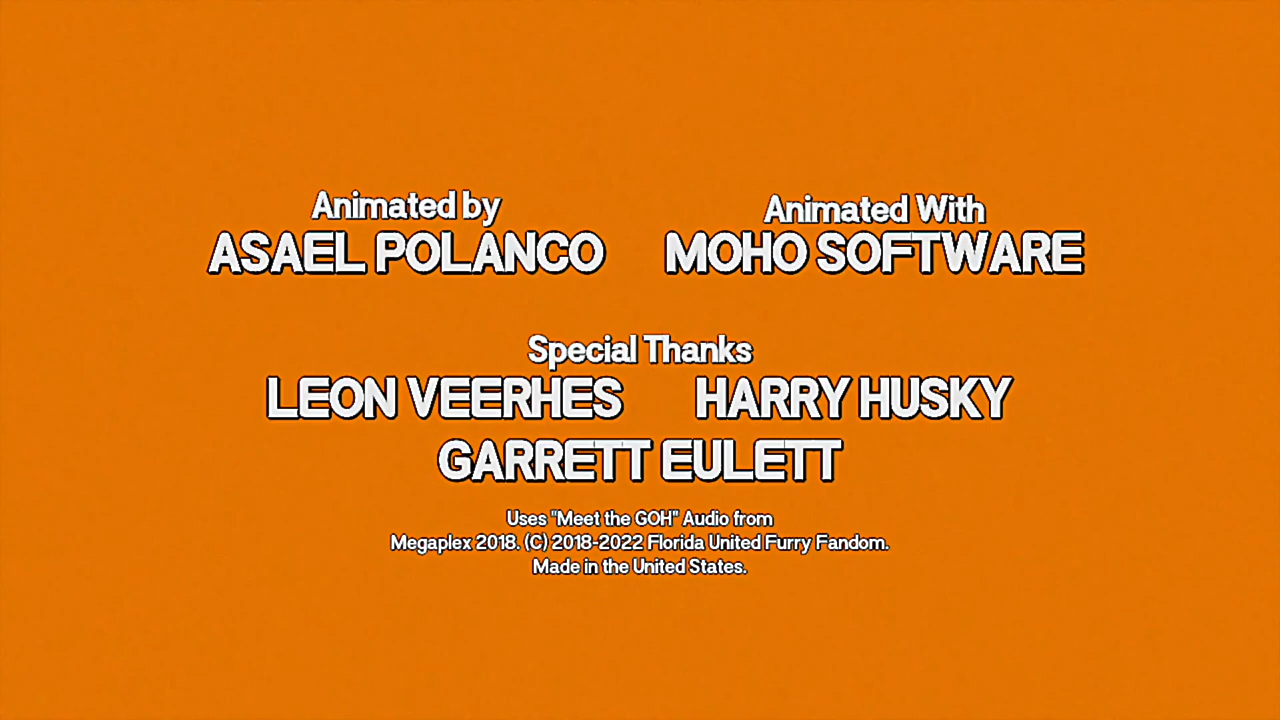 Animated by
ASAEL POLANCO
Animated With
MOHO SOFTWARE
Special Thanks
LEON VEERHES HARRY HUSKY
GARRETT EULETT
Uses "Meet the GOH" Audio from
Megaplex 2018. (C) 2018-2022 Florida United Furry Fandom.
Made in the United States.